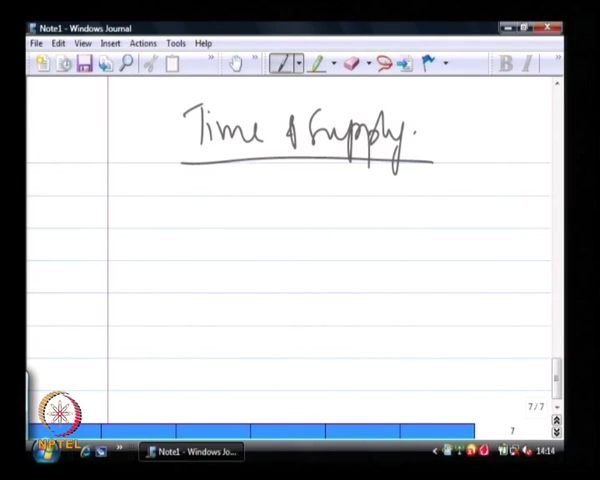 Note1 - Windows Journal
File Edit View Insert Actions Tools Help
B I
Time & Supply.
7/7
7
NPTEL
Note1 - Windows Jo...
14:14